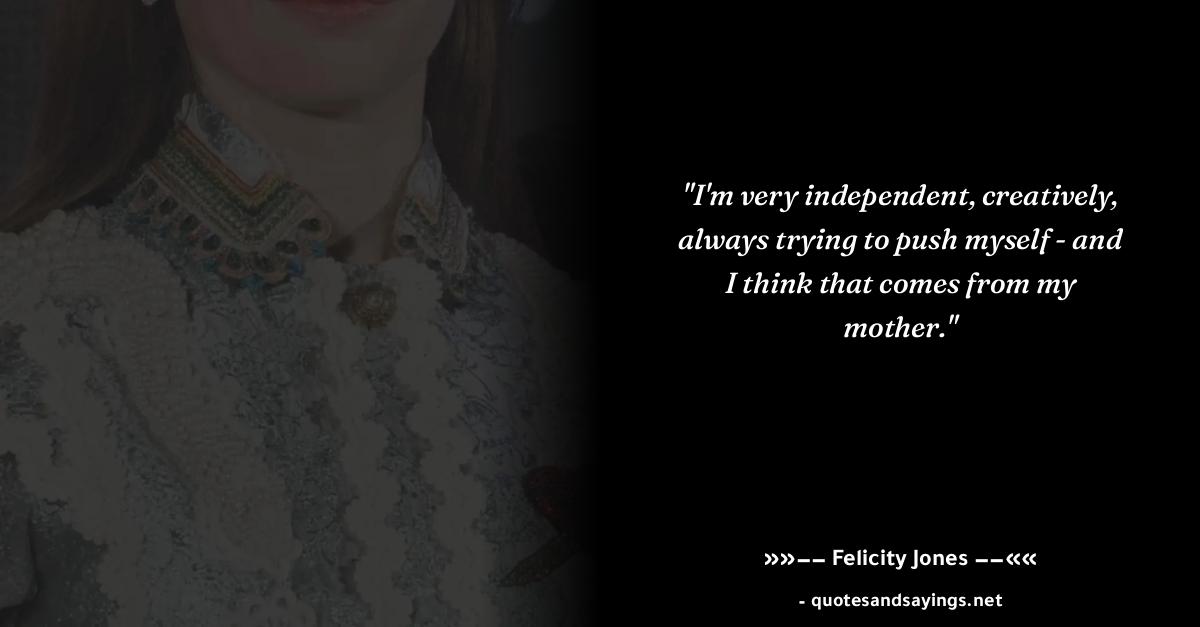 "I'm very independent, creatively,
always trying to push myself - and
I think that comes from my
mother."
»»−− Felicity Jones −−««
- quotesandsayings.net